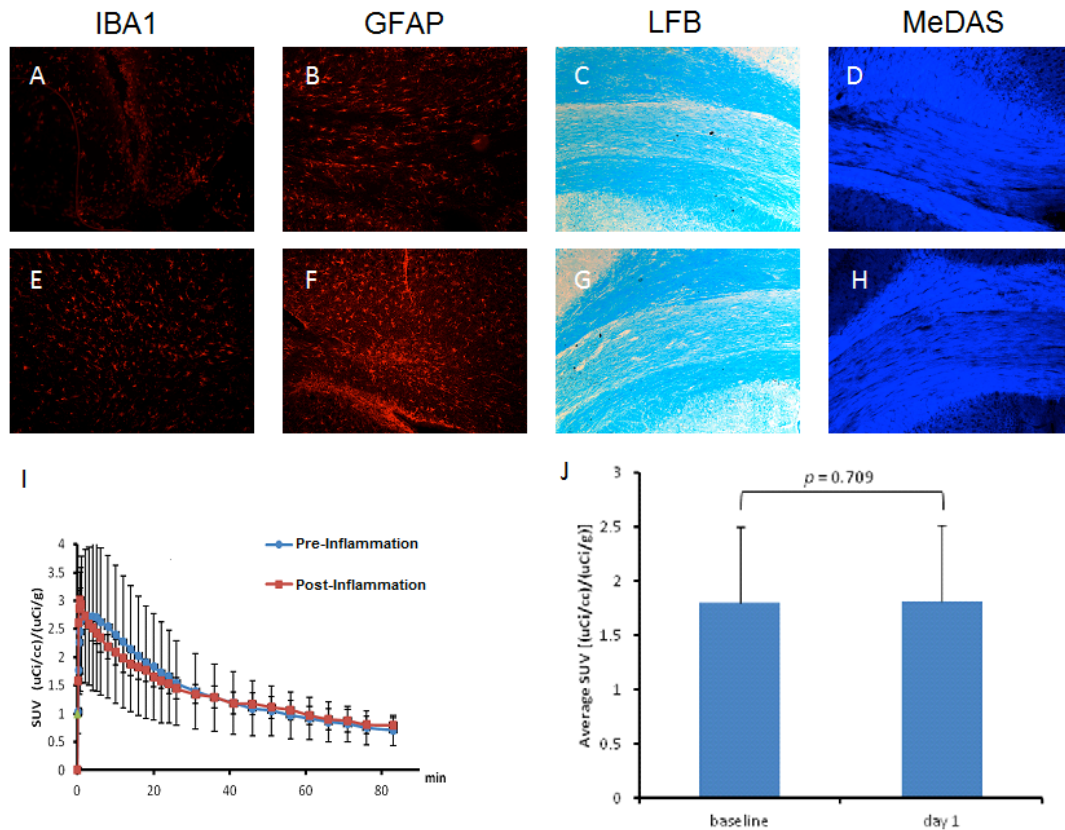 IBA1 GFAP LFB MeDAS
A B C D
E F G H
I
SUV (uCi/cc)/(uCi/g)
4
3.5
3
2.5
2
1.5
1
0.5
0
0 20 40 60 80 min
Pre-Inflammation
Post-Inflammation
J
Average SUV [(uCi/cc)/(uCi/g)]
3
2.5
2
1.5
1
0.5
0
p = 0.709
baseline day 1